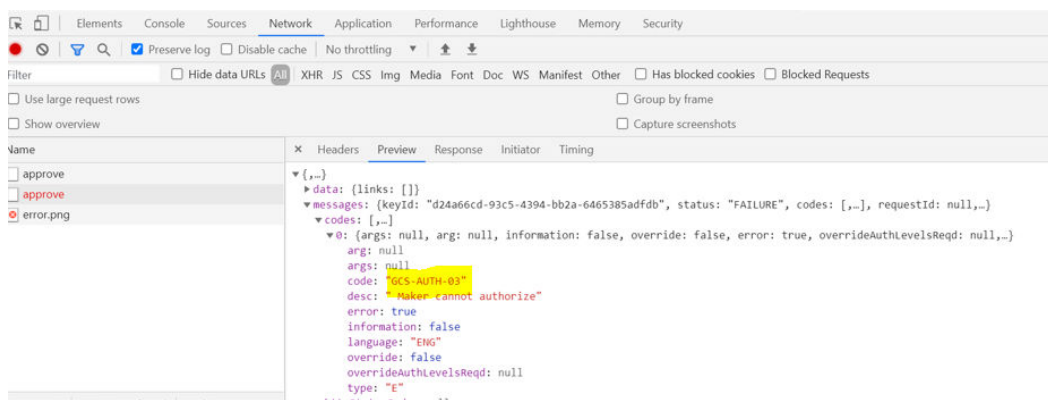 Elements Console Sources Network Application Performance Lighthouse Memory Security
Preserve log Disable cache No throttling
Filter Hide data URLs All XHR JS CSS Img Media Font Doc WS Manifest Other Has blocked cookies Blocked Requests
Use large request rows Group by frame
Show overview Capture screenshots
Name × Headers Preview Response Initiator Timing
approve
approve
error.png
▼{,…}
▶data: {links: []}
▼messages: {keyId: "d24a66cd-93c5-4394-bb2a-6465385adfdb", status: "FAILURE", codes: [,…], requestId: null,…}
▼codes: [,…]
▼0: {args: null, arg: null, information: false, override: false, error: true, overrideAuthLevelsReqd: null,…}
arg: null
args: null
code: "GCS-AUTH-03"
desc: " Maker cannot authorize"
error: true
information: false
language: "ENG"
override: false
overrideAuthLevelsReqd: null
type: "E"